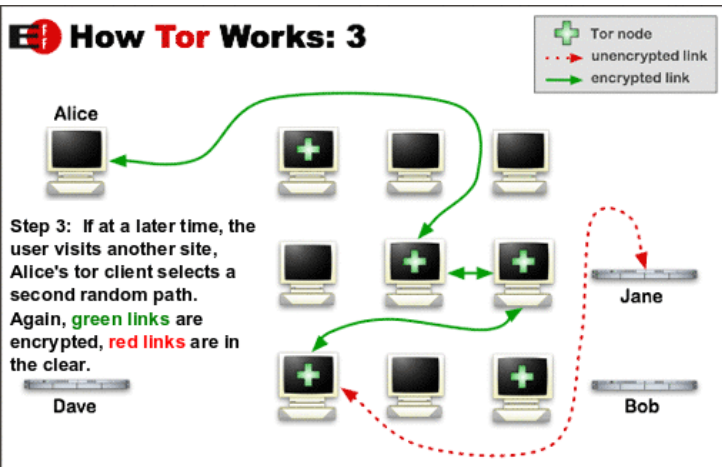 EFF How Tor Works: 3
Tor node
unencrypted link
encrypted link
Alice
Step 3: If at a later time, the
user visits another site,
Alice's tor client selects a
second random path.
Again, green links are
encrypted, red links are in
the clear.
Jane
Dave
Bob